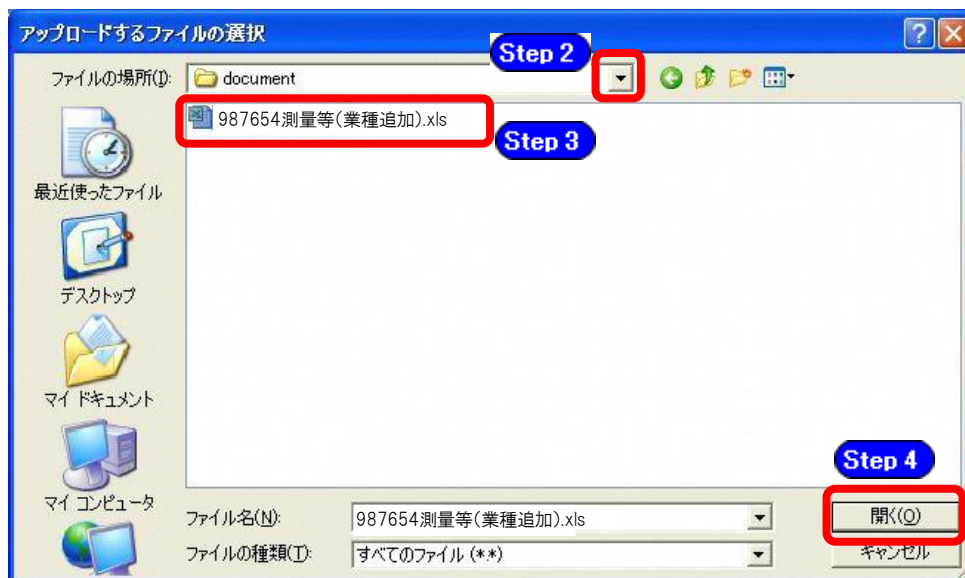 アップロードするファイルの選択
Step 2
ファイルの場所(I):
document
987654測量等(業種追加).xls
Step 3
最近使ったファイル
デスクトップ
マイ ドキュメント
マイ コンピュータ
Step 4
ファイル名(N):
987654測量等(業種追加).xls
開く(O)
ファイルの種類(T):
すべてのファイル (*.*)
キャンセル